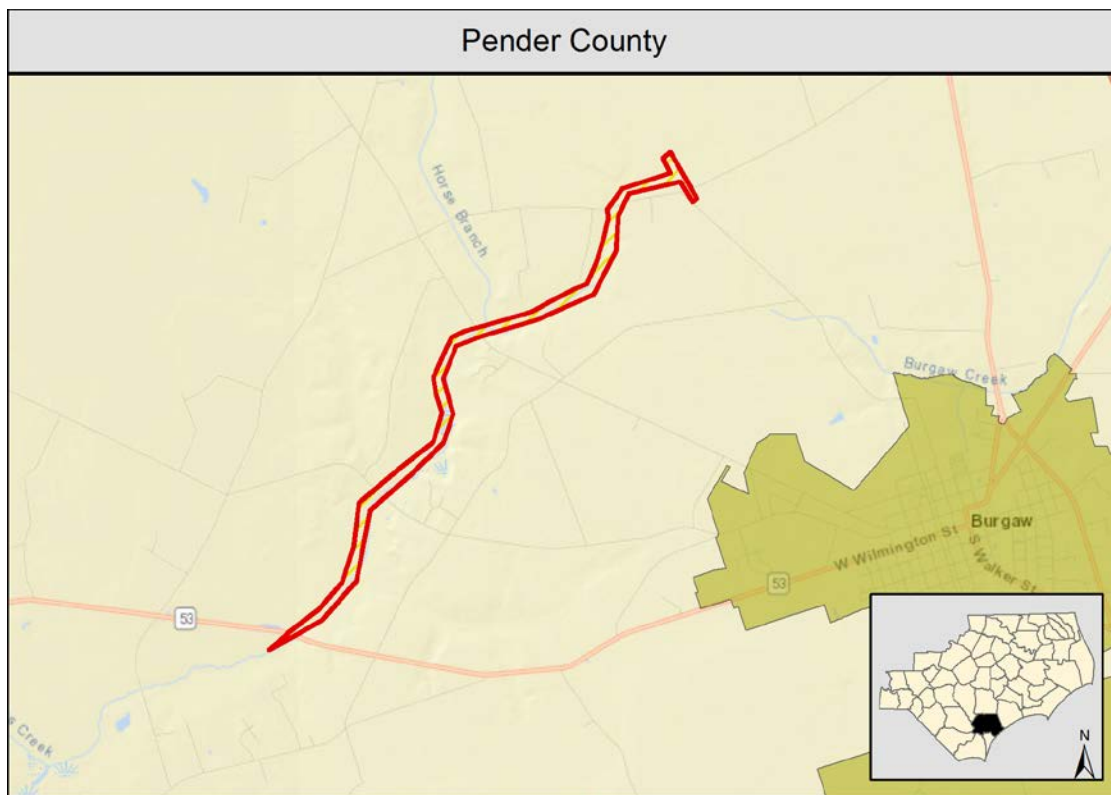 Pender County
Horse Branch
Burgaw Creek
Burgaw
W Wilmington St
S Walker St
53
53
s Creek
N